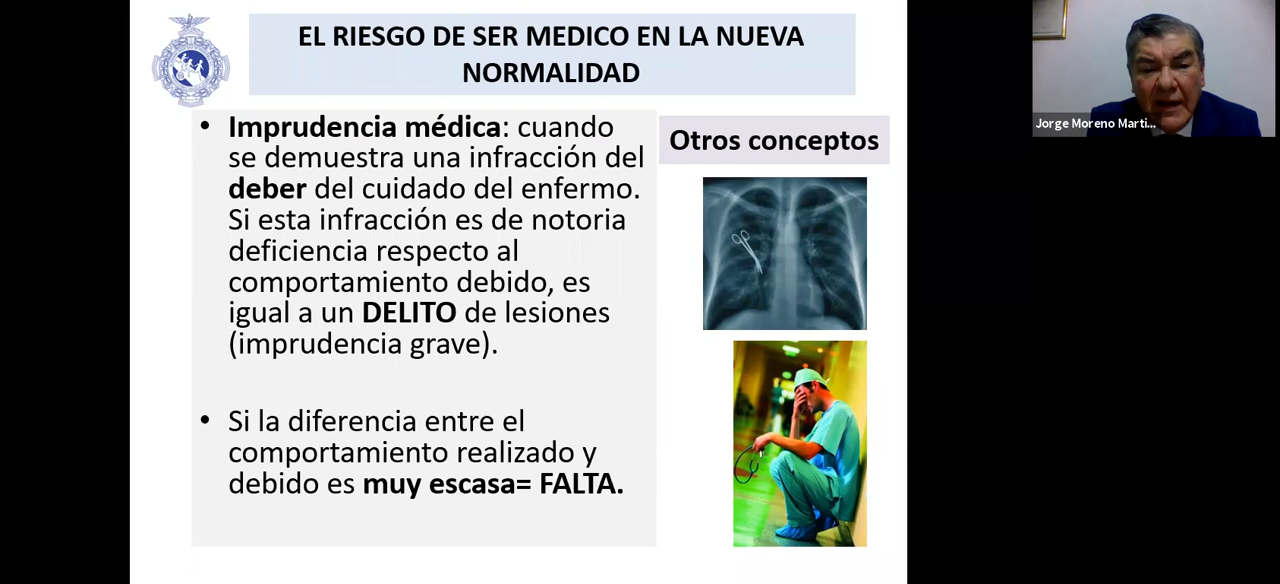 EL RIESGO DE SER MEDICO EN LA NUEVA
NORMALIDAD
• Imprudencia médica: cuando
se demuestra una infracción del
deber del cuidado del enfermo.
Si esta infracción es de notoria
deficiencia respecto al
comportamiento debido, es
igual a un DELITO de lesiones
(imprudencia grave).
• Si la diferencia entre el
comportamiento realizado y
debido es muy escasa= FALTA.
Otros conceptos
Jorge Moreno Marti...